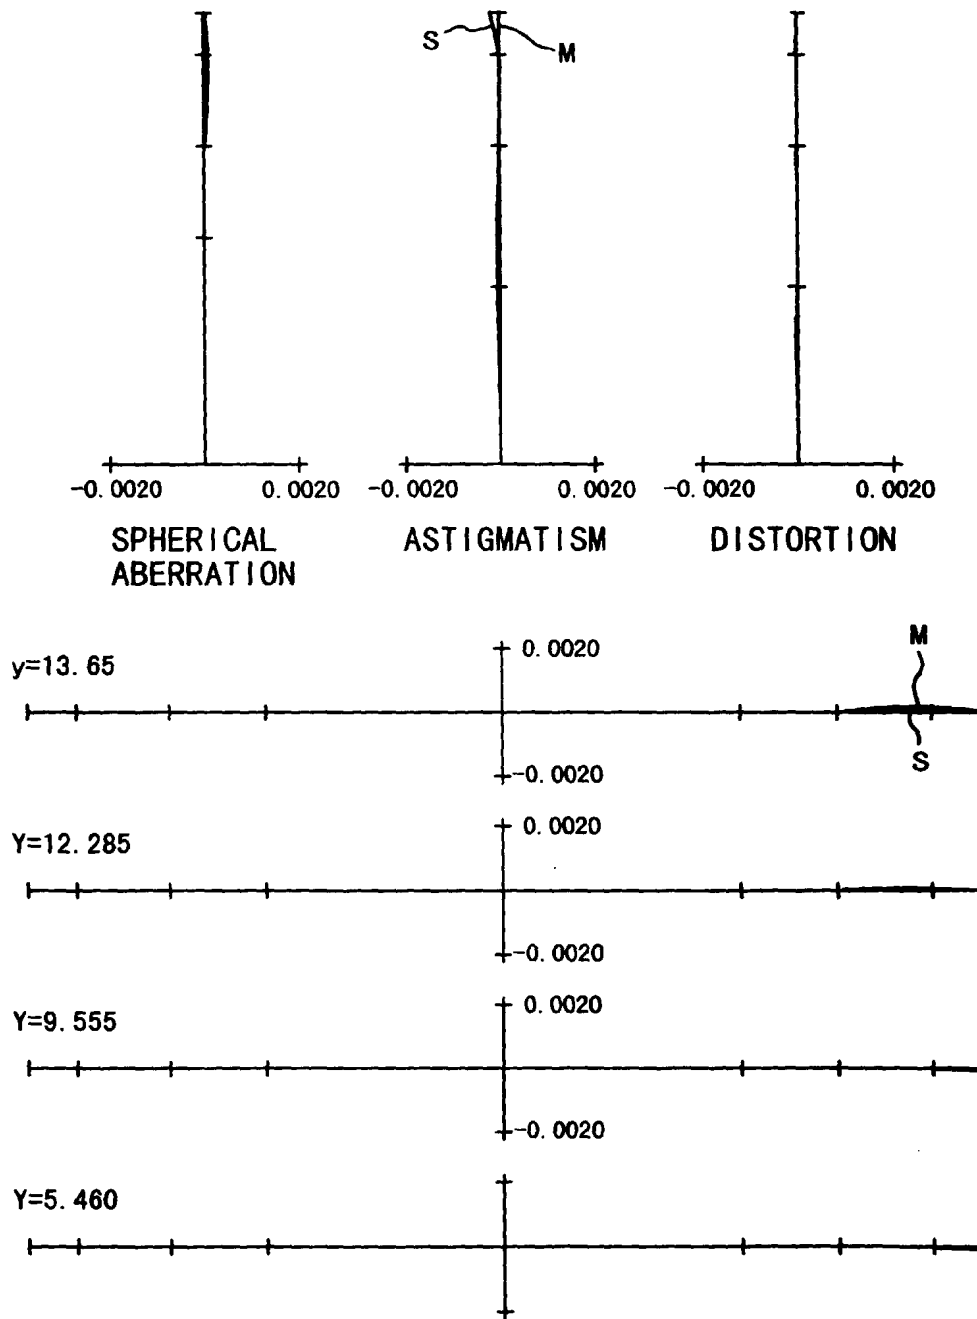 S
M
-0.0020 0.0020 -0.0020 0.0020 -0.0020 0.0020
SPHERICAL ABERRATION
ASTIGMATISM
DISTORTION
y=13.65
0.0020
-0.0020
M
S
Y=12.285
0.0020
-0.0020
Y=9.555
0.0020
-0.0020
Y=5.460